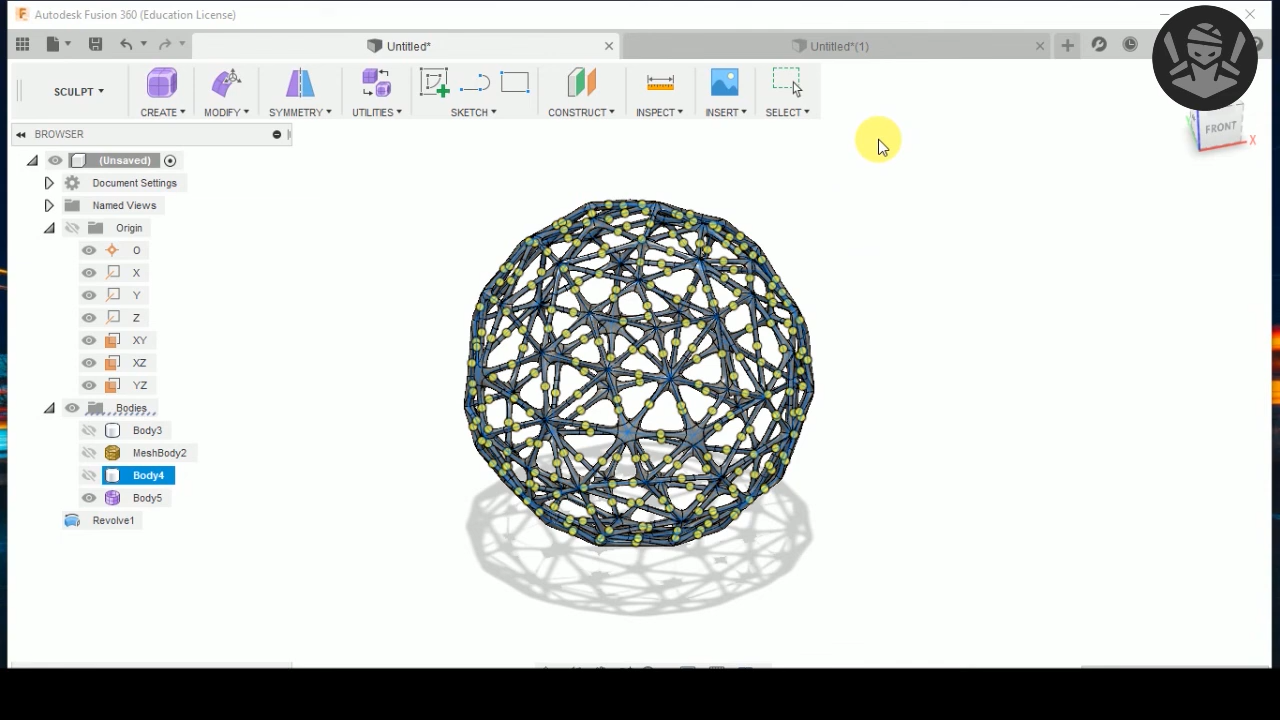 Autodesk Fusion 360 (Education License)
Untitled*
Untitled*(1)
SCULPT
CREATE MODIFY SYMMETRY UTILITIES SKETCH CONSTRUCT INSPECT INSERT SELECT
BROWSER
FRONT
X
(Unsaved)
Document Settings
Named Views
Origin
O
X
Y
Z
XY
XZ
YZ
Bodies
Body3
MeshBody2
Body4
Body5
Revolve1